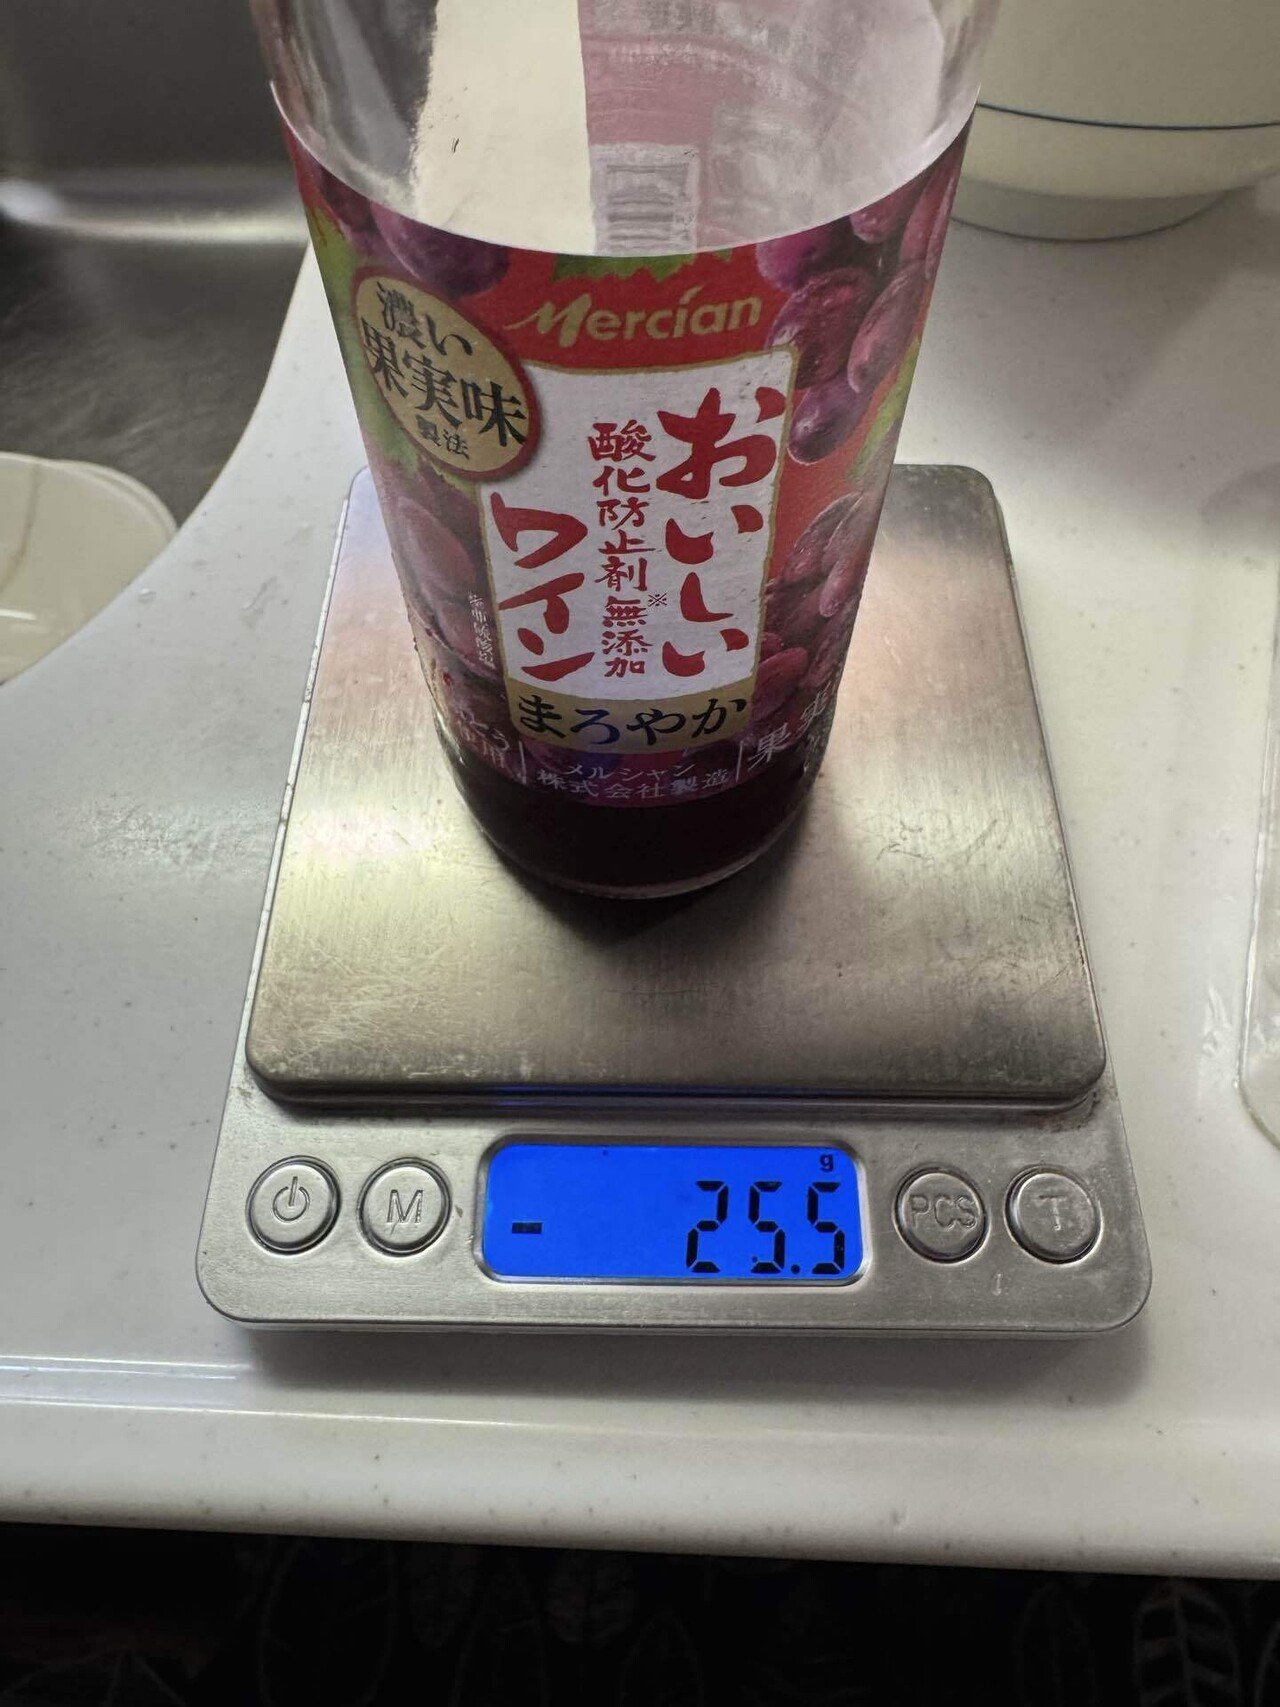 Mercian
濃い
果実味
製法
おいしい
酸化防止剤無添加※
ワイン
まろやか
メルシャン
株式会社製造
果実
g
- 25.5
M
PCS
T